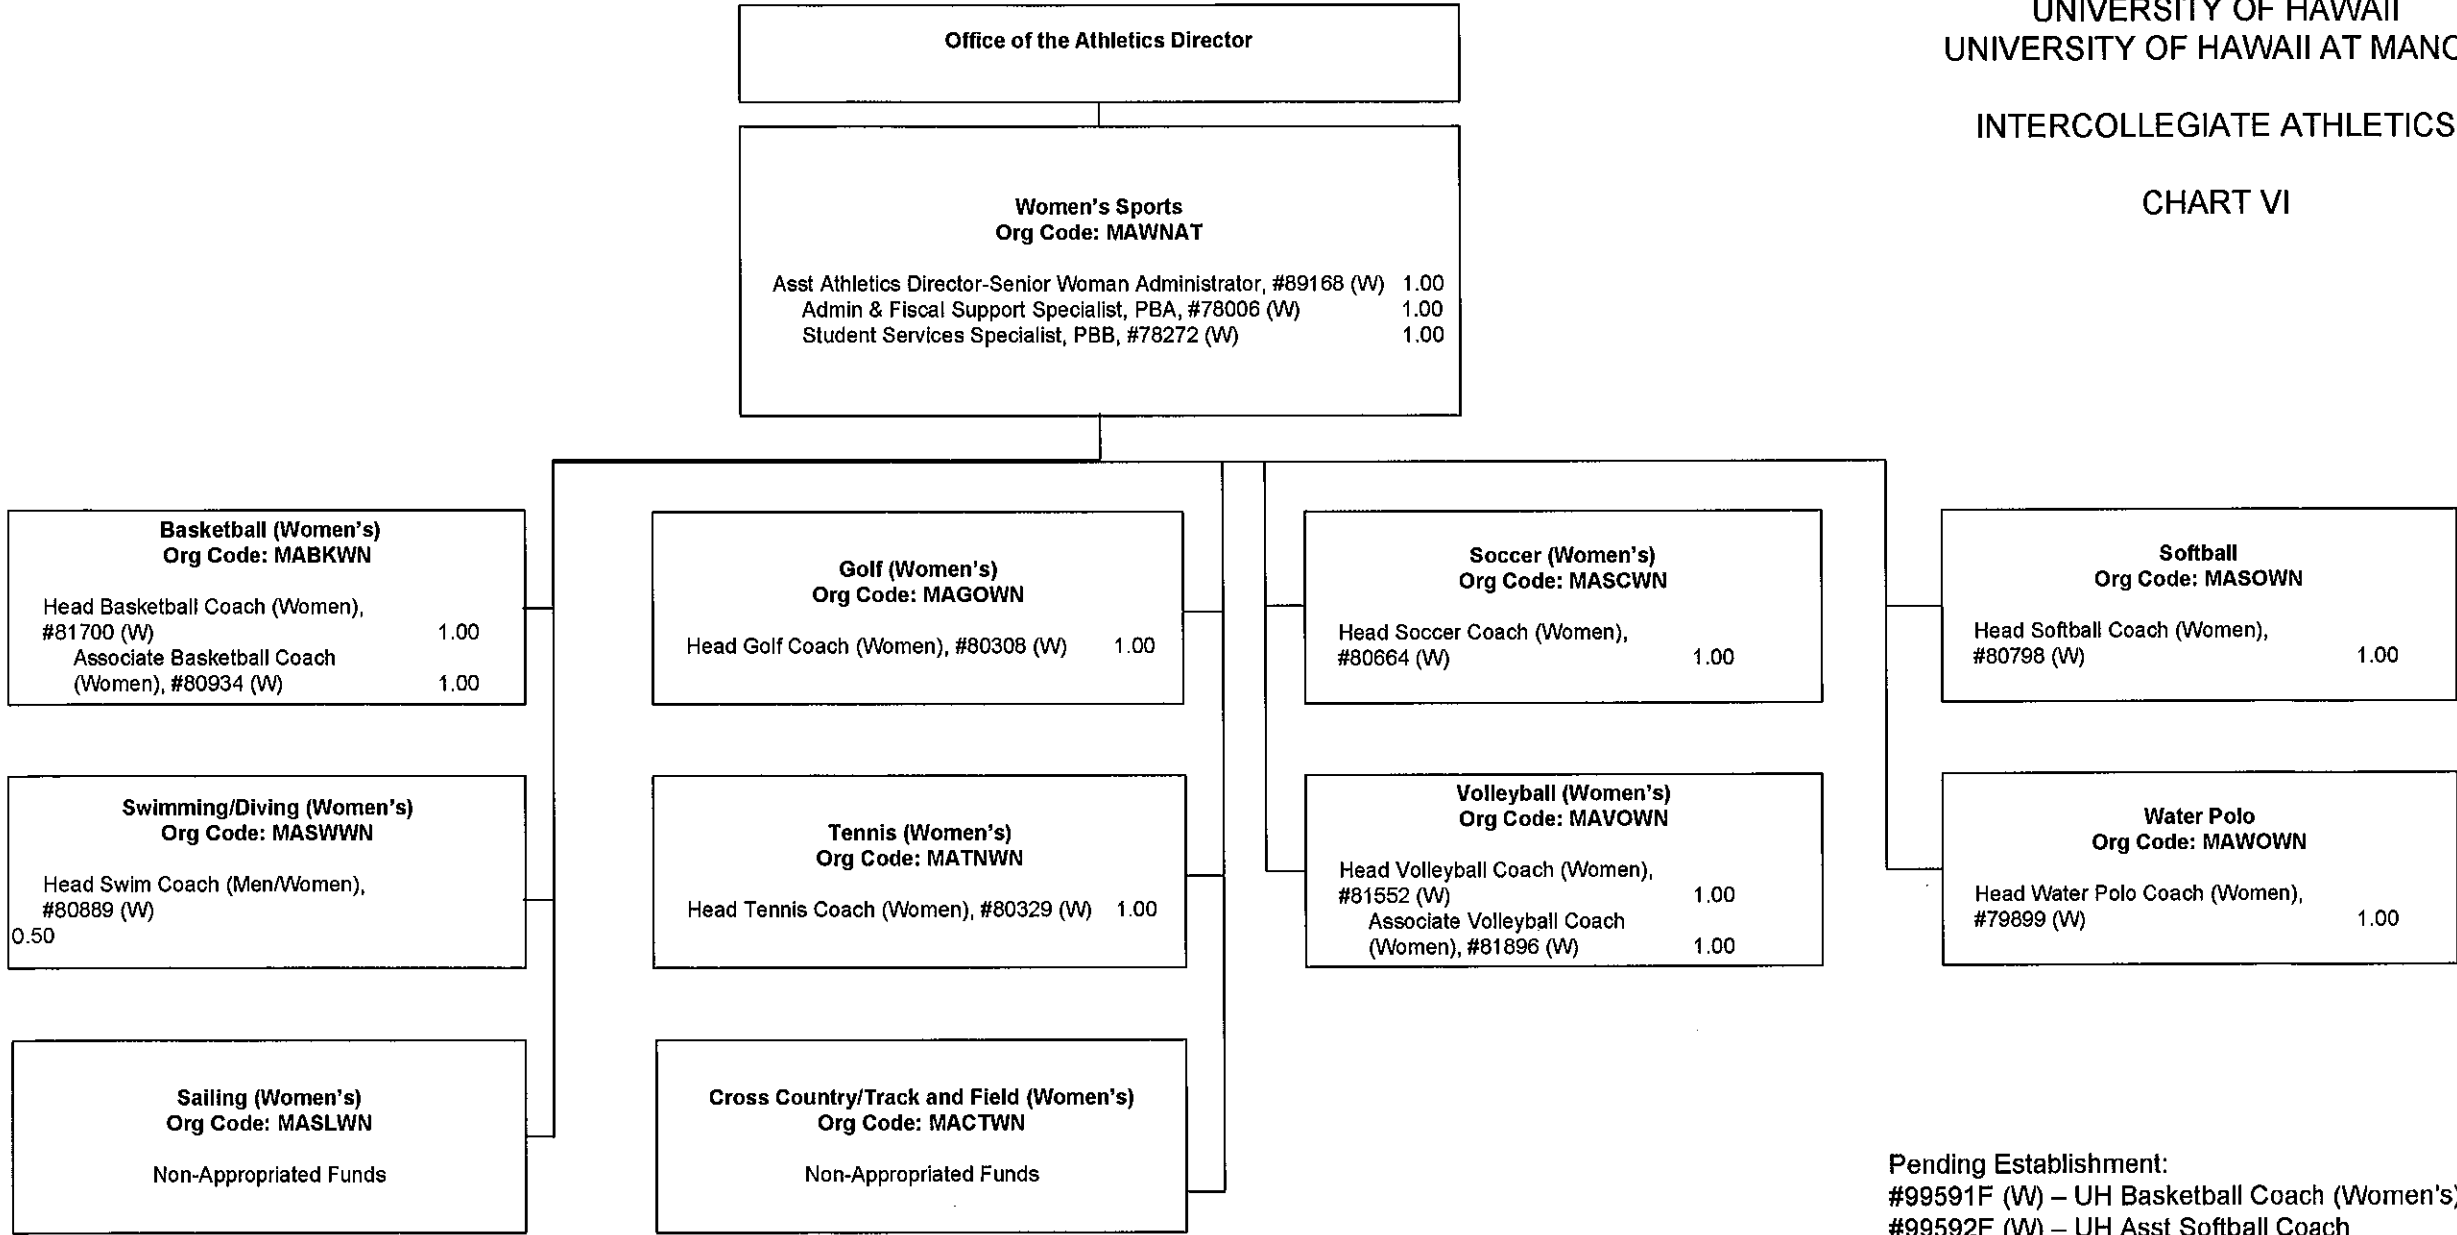 UNIVERSITY OF HAWAII
UNIVERSITY OF HAWAII AT
INTERCOLLEGIATE ATHLETICS
CHART VI
Office of the Athletics Director
Women's Sports
Org Code: MAWNAT
Asst Athletics Director-Senior Woman Administrator, #89168 (W) 1.00
Admin & Fiscal Support Specialist, PBA, #78006 (W) 1.00
Student Services Specialist, PBB, #78272 (W) 1.00
Basketball (Women's)
Org Code: MABKWN
Head Basketball Coach (Women),
#81700 (W) 1.00
Associate Basketball Coach
(Women), #80934 (W) 1.00
Golf (Women's)
Org Code: MAGOWN
Head Golf Coach (Women), #80308 (W) 1.00
Soccer (Women's)
Org Code: MASCWN
Head Soccer Coach (Women),
#80664 (W) 1.00
Softball
Org Code: MASOWN
Head Softball Coach (Women),
#80798 (W) 1.00
Swimming/Diving (Women's)
Org Code: MASWWN
Head Swim Coach (Men/Women),
#80889 (W)
0.50
Tennis (Women's)
Org Code: MATNWN
Head Tennis Coach (Women), #80329 (W) 1.00
Volleyball (Women's)
Org Code: MAVOWN
Head Volleyball Coach (Women),
#81552 (W) 1.00
Associate Volleyball Coach
(Women), #81896 (W) 1.00
Water Polo
Org Code: MAWOWN
Head Water Polo Coach (Women),
#79899 (W) 1.00
Sailing (Women's)
Org Code: MASLWN
Non-Appropriated Funds
Cross Country/Track and Field (Women's)
Org Code: MACTWN
Non-Appropriated Funds
Pending Establishment:
#99591F (W) – UH Basketball Coach (Women's)
#99592F (W) – UH Asst Softball Coach